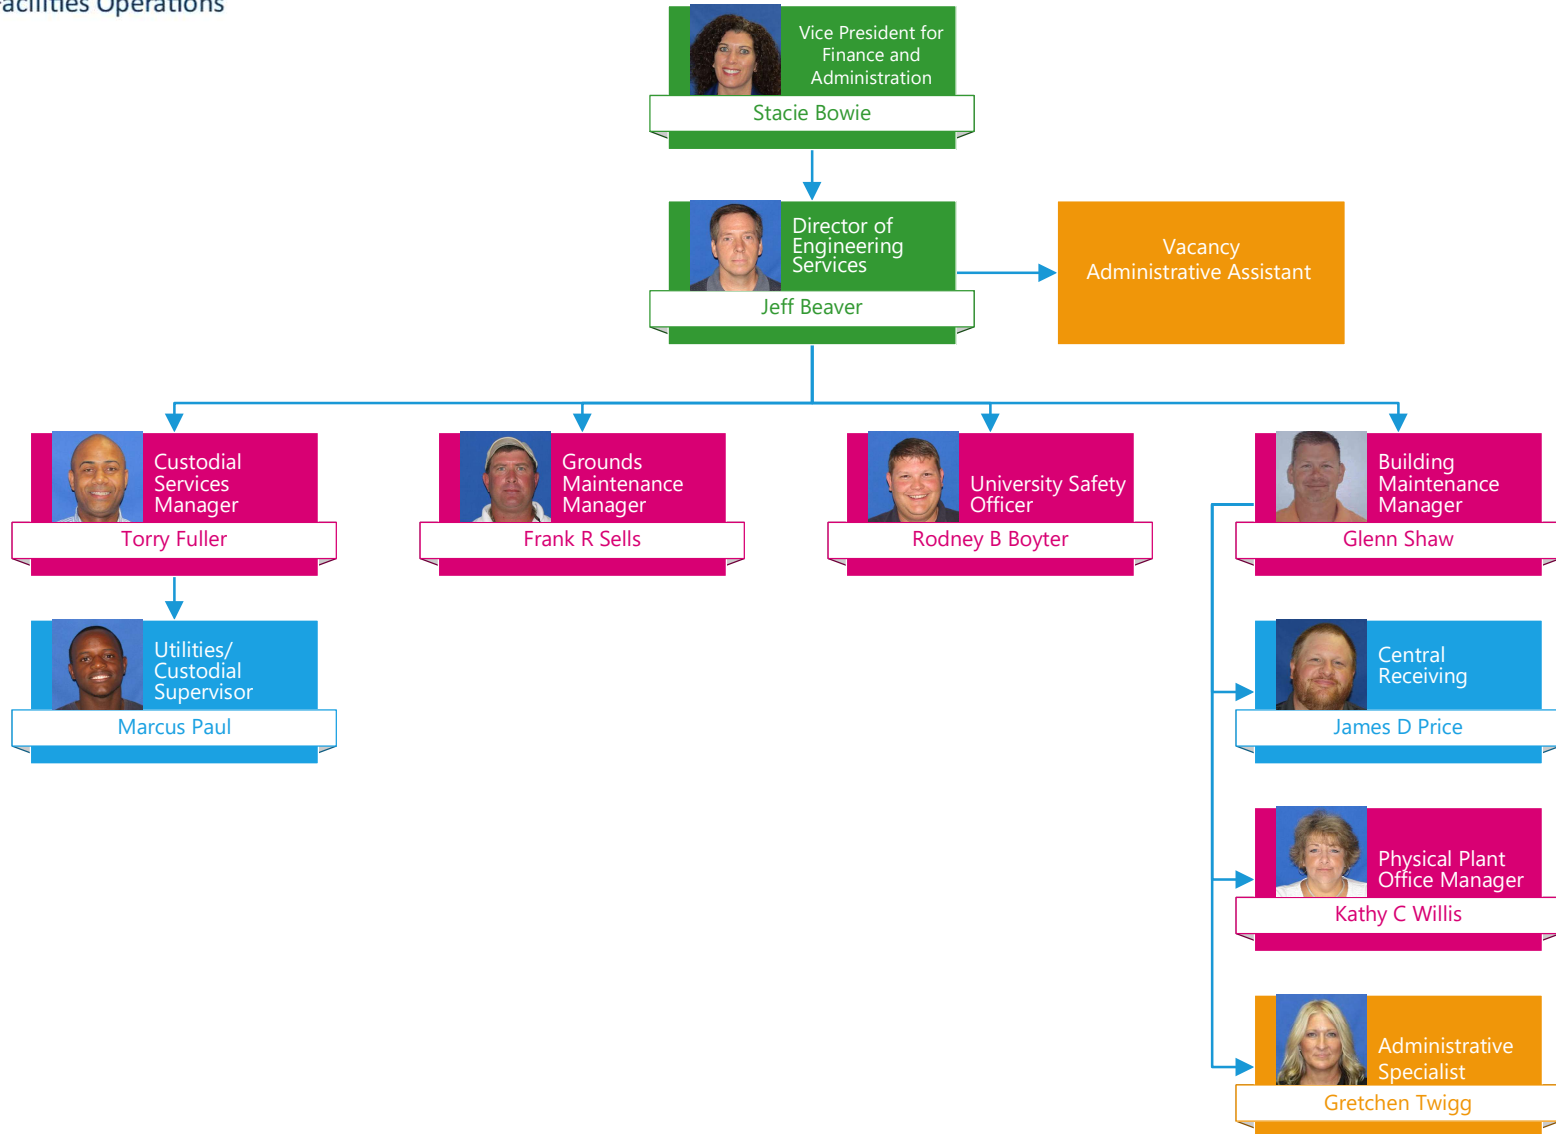 Facilities Operations
Vice President for
Finance and
Administration
Stacie Bowie
Director of
Engineering
Services
Jeff Beaver
Vacancy
Administrative Assistant
Custodial
Services
Manager
Torry Fuller
Grounds
Maintenance
Manager
Frank R Sells
University Safety
Officer
Rodney B Boyter
Building
Maintenance
Manager
Glenn Shaw
Utilities/
Custodial
Supervisor
Marcus Paul
Central
Receiving
James D Price
Physical Plant
Office Manager
Kathy C Willis
Administrative
Specialist
Gretchen Twigg